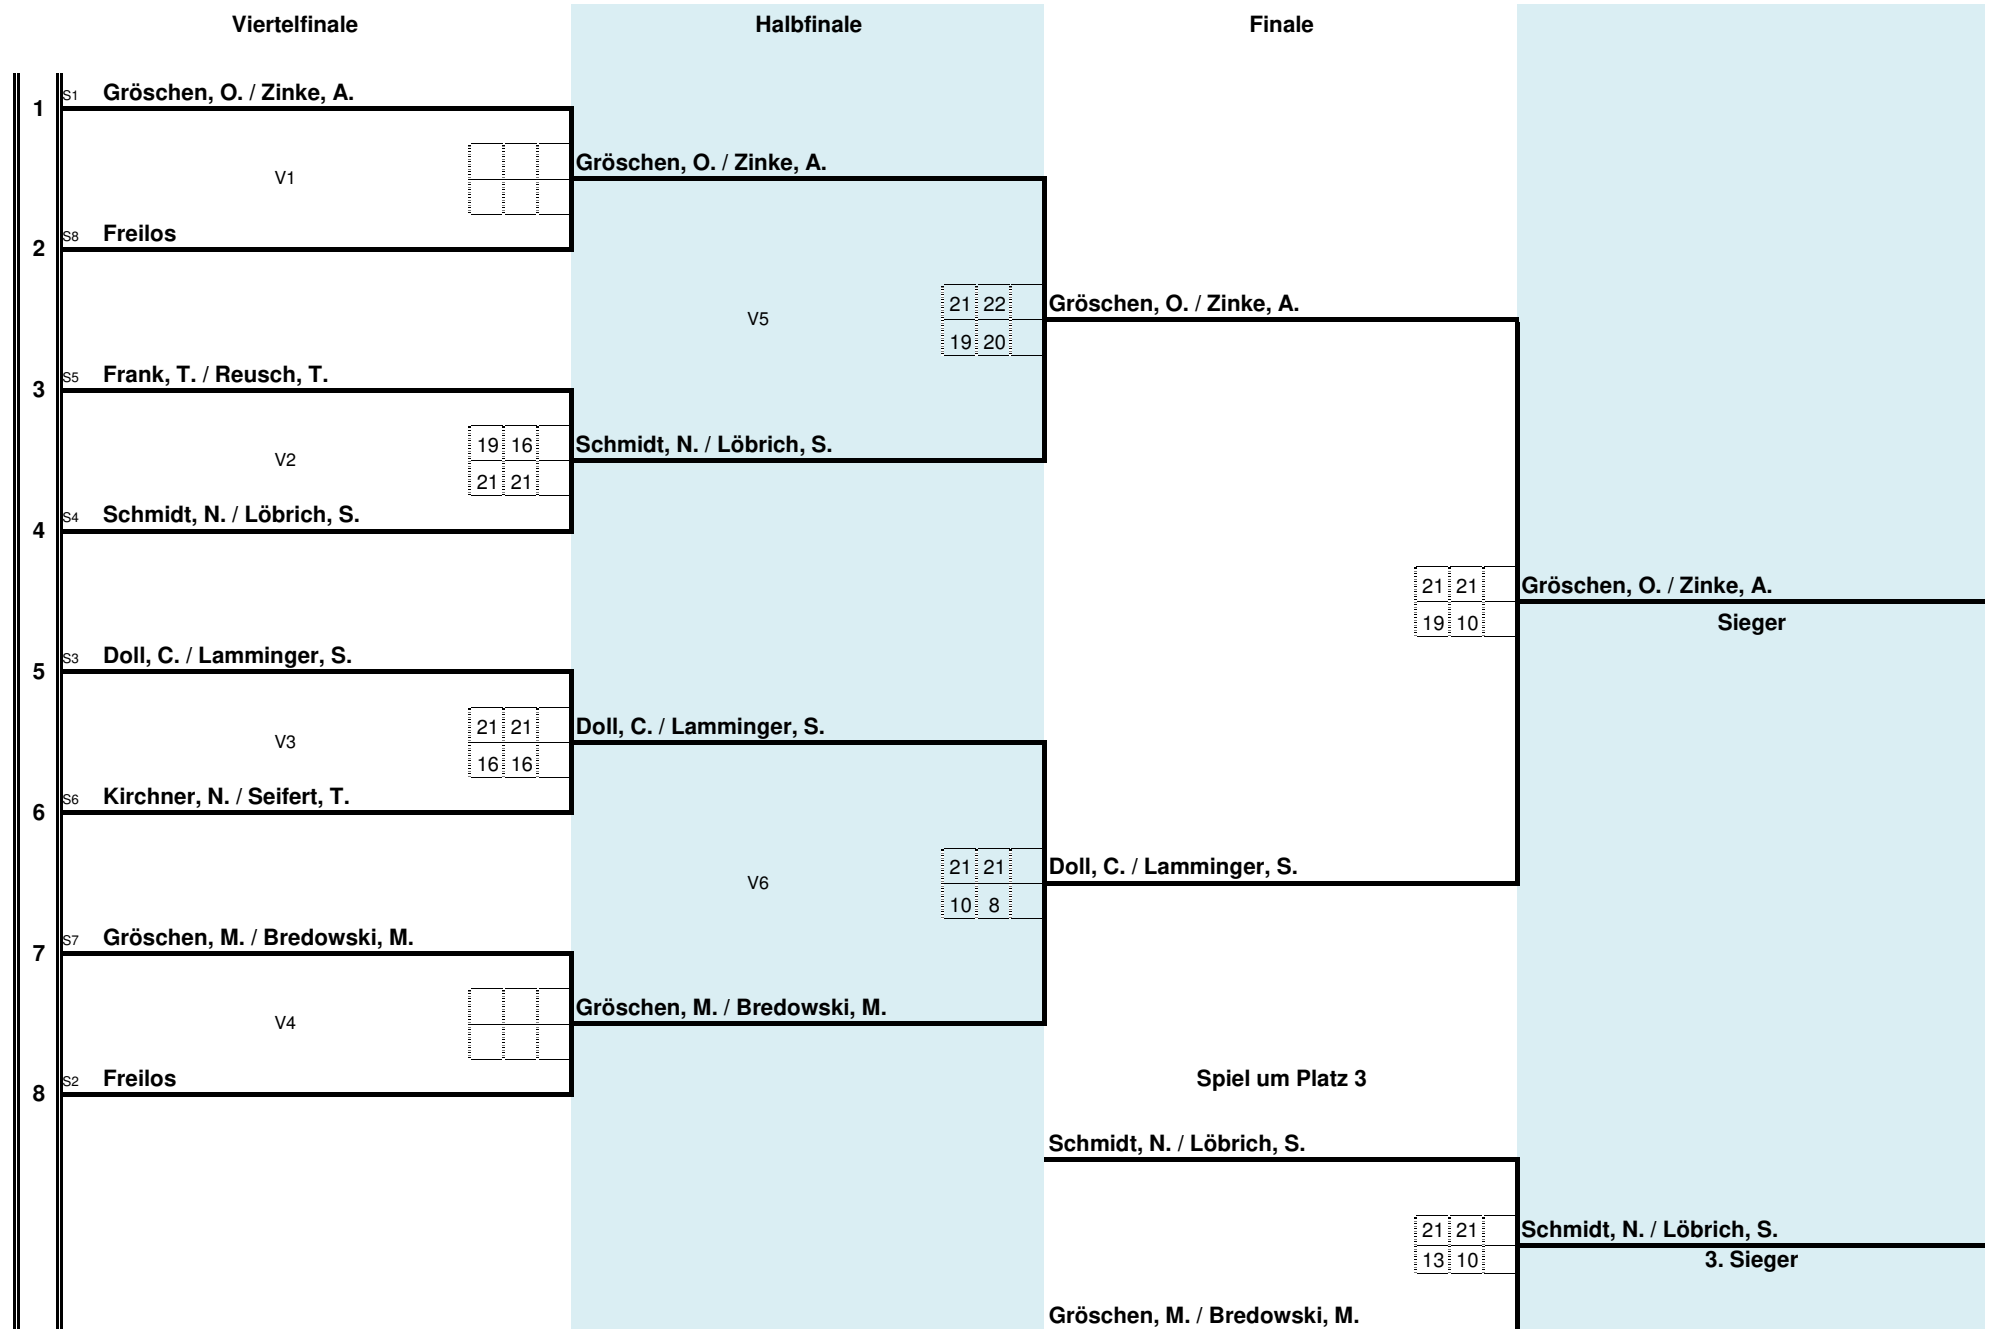 Viertelfinale Halbfinale Finale
S1 Gröschen, O. / Zinke, A.
1
V1
Gröschen, O. / Zinke, A.
S8 Freilos
2
21 22
V5
19 20
Gröschen, O. / Zinke, A.
S5 Frank, T. / Reusch, T.
3
19 16
V2
21 21
Schmidt, N. / Löbrich, S.
S4 Schmidt, N. / Löbrich, S.
4
21 21
19 10
Gröschen, O. / Zinke, A.
Sieger
S3 Doll, C. / Lamminger, S.
5
21 21
V3
16 16
Doll, C. / Lamminger, S.
S6 Kirchner, N. / Seifert, T.
6
21 21
V6
10 8
Doll, C. / Lamminger, S.
S7 Gröschen, M. / Bredowski, M.
7
V4
Gröschen, M. / Bredowski, M.
S2 Freilos
8
Spiel um Platz 3
Schmidt, N. / Löbrich, S.
21 21
13 10
Schmidt, N. / Löbrich, S.
3. Sieger
Gröschen, M. / Bredowski, M.